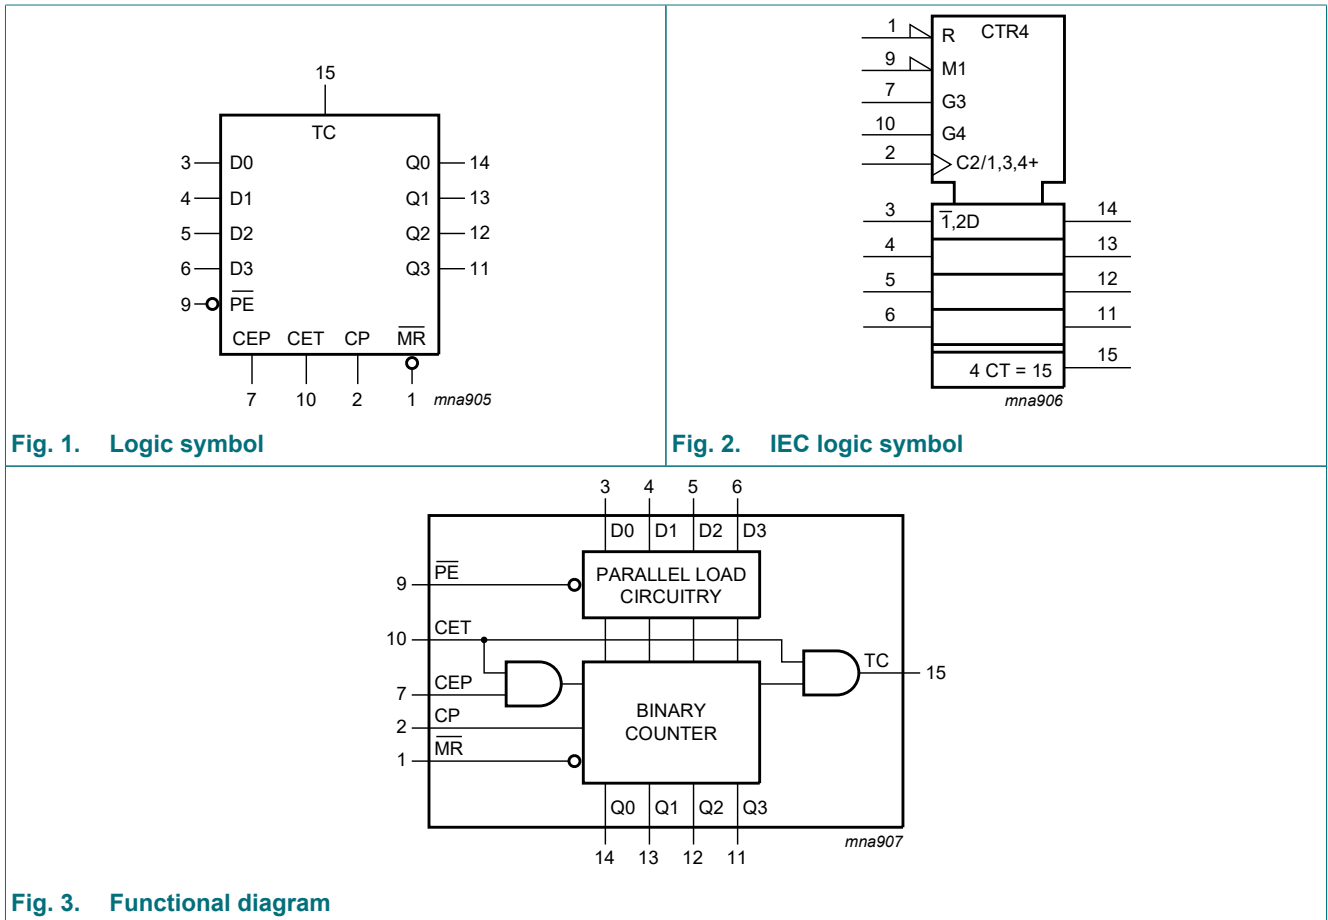 15
TC
3 D0 Q0 14
4 D1 Q1 13
5 D2 Q2 12
6 D3 Q3 11
9 P̅E̅
CEP CET CP M̅R̅
7 10 2 1 mna905
Fig. 1. Logic symbol
1 R CTR4
9 M1
7 G3
10 G4
2 C2/1,3,4+
3 1̅,2D 14
4 13
5 12
6 11
4 CT = 15 15
mna906
Fig. 2. IEC logic symbol
3 4 5 6
D0 D1 D2 D3
9 P̅E̅ PARALLEL LOAD
CIRCUITRY
10 CET
TC 15
7 CEP
2 CP BINARY
COUNTER
1 M̅R̅
Q0 Q1 Q2 Q3
mna907
14 13 12 11
Fig. 3. Functional diagram